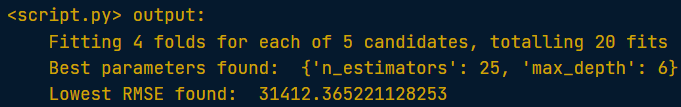 <script.py> output:
Fitting 4 folds for each of 5 candidates, totalling 20 fits
Best parameters found:  {'n_estimators': 25, 'max_depth': 6}
Lowest RMSE found:  31412.365221128253